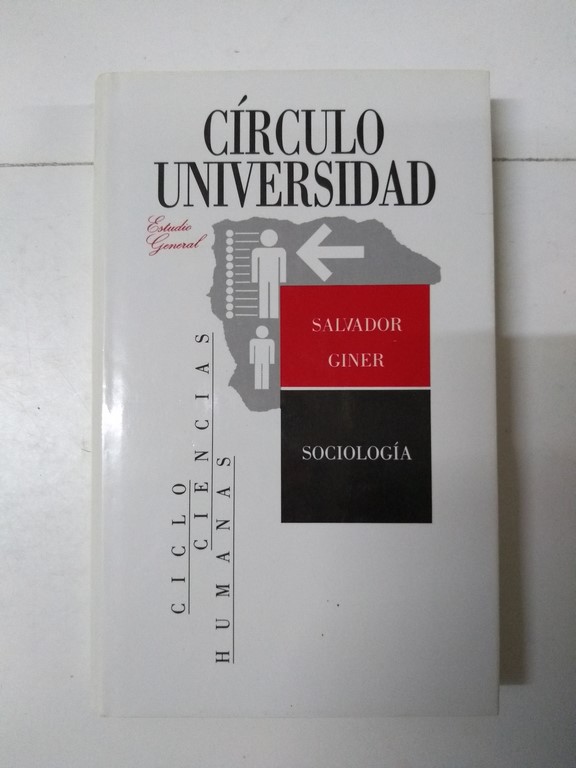 CÍRCULO
UNIVERSIDAD
Estudio
General
SALVADOR
GINER
SOCIOLOGÍA
CICLO
CIENCIAS
HUMANAS